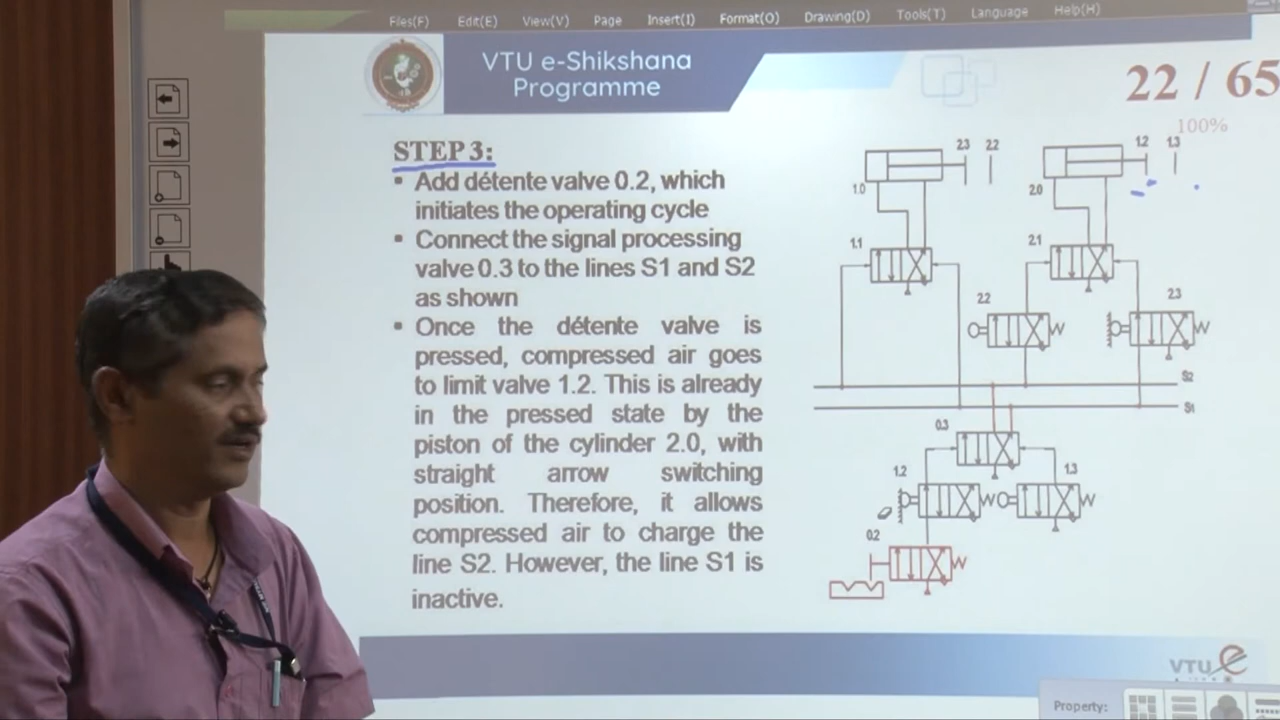 Files(F) Edit(E) View(V) Page Insert(I) Format(O) Drawing(D) Tools(T) Language Help(H)
VTU e-Shikshana
Programme
22 / 65
100%
STEP 3:
▪ Add détente valve 0.2, which
initiates the operating cycle
▪ Connect the signal processing
valve 0.3 to the lines S1 and S2
as shown
▪ Once the détente valve is
pressed, compressed air goes
to limit valve 1.2. This is already
in the pressed state by the
piston of the cylinder 2.0, with
straight arrow switching
position. Therefore, it allows
compressed air to charge the
line S2. However, the line S1 is
inactive.
2.3 2.2 1.2 1.3
1.0 2.0
1.1 2.1
2.2 2.3
S2
S1
0.3
1.2 1.3
0.2
VTU e
Property: